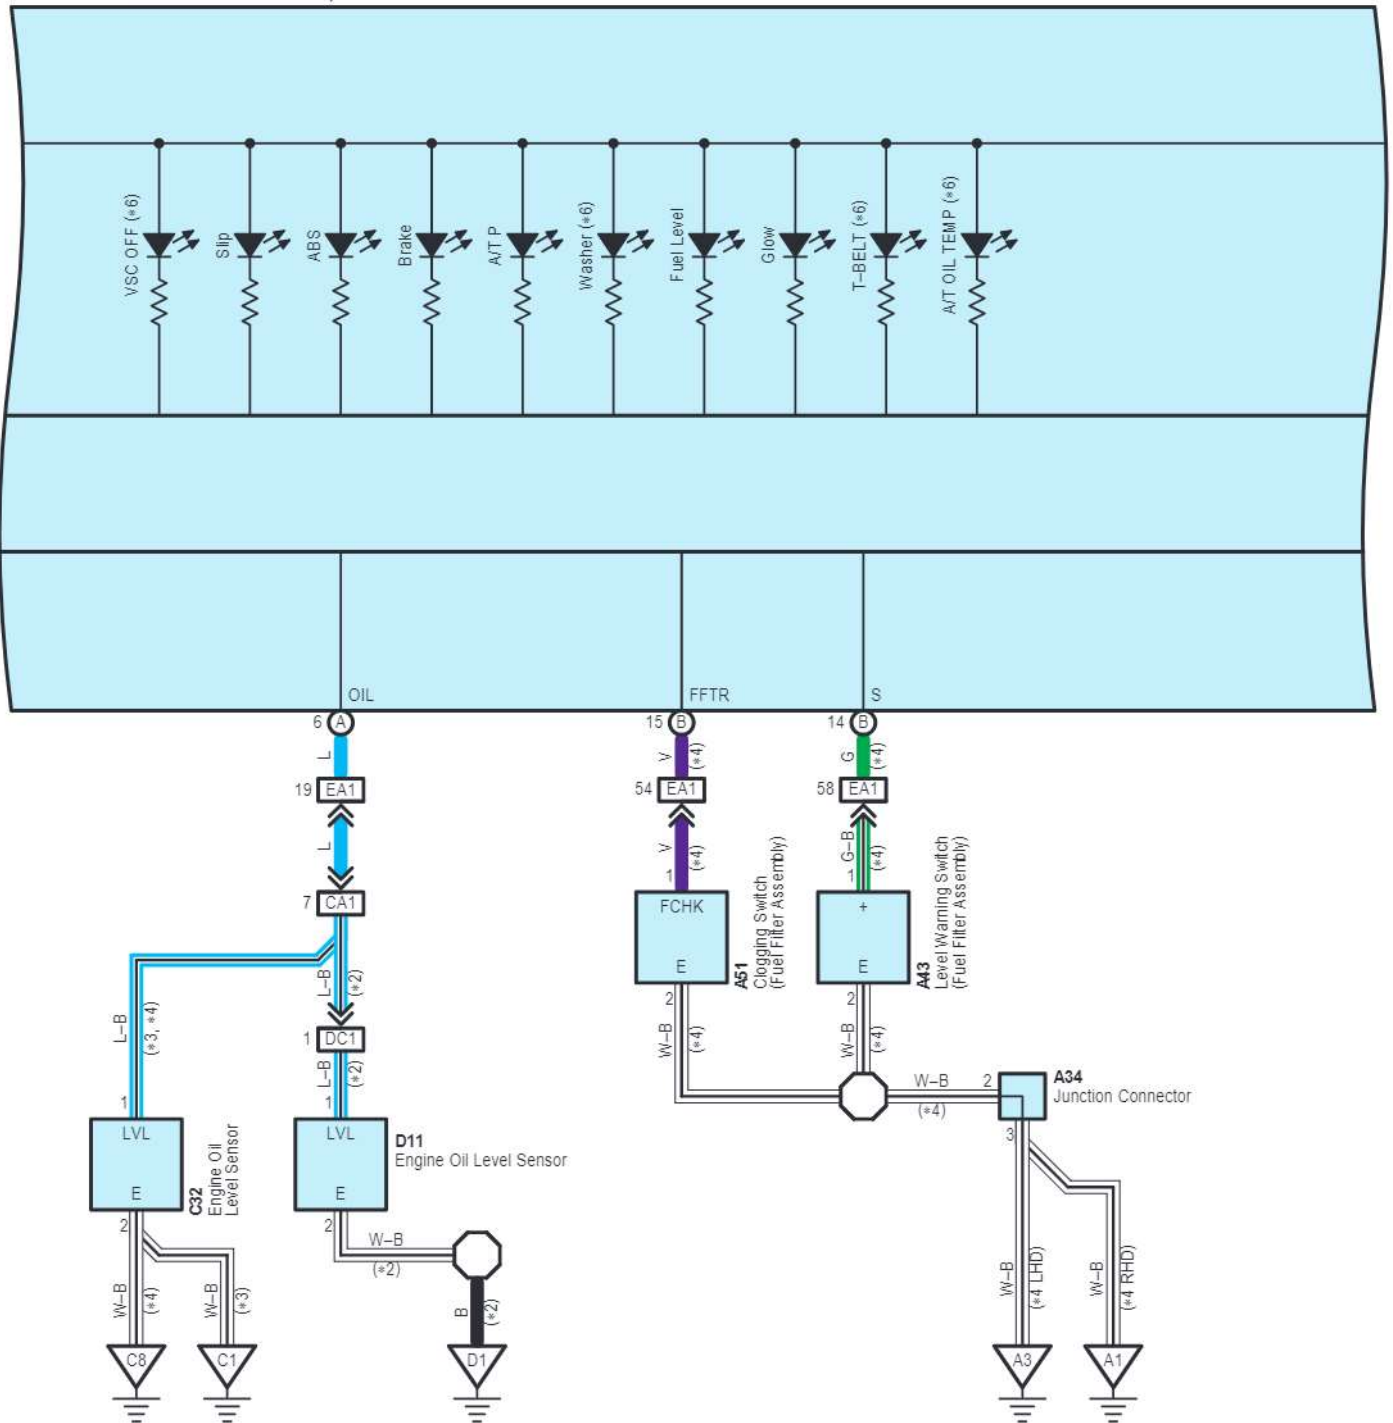 VSC OFF (*6)
Slip
ABS
Brake
A/T P
Washer (*6)
Fuel Level
Glow
T-BELT (*6)
A/T OIL TEMP (*6)
OIL
FFTR
S
6 A
15 B
14 B
L
V
(*4)
G
(*4)
19 EA1
54 EA1
58 EA1
L
V
(*4)
G-B
(*4)
1
1
7 CA1
FCHK
E
A51
Clogging Switch
(Fuel Filter Assembly)
+
E
A43
Level Warning Switch
(Fuel Filter Assembly)
L-B
(*3, *4)
L-B
(*2)
2
W-B
(*4)
2
W-B
(*4)
1 DC1
L-B
(*2)
W-B
(*4)
2
A34
Junction Connector
3
1
1
LVL
E
C32
Engine Oil
Level Sensor
LVL
E
D11
Engine Oil Level Sensor
2
2
W-B
(*2)
W-B
(*4)
W-B
(*3)
B
(*2)
W-B
(*4 LHD)
W-B
(*4 RHD)
C8
C1
D1
A3
A1